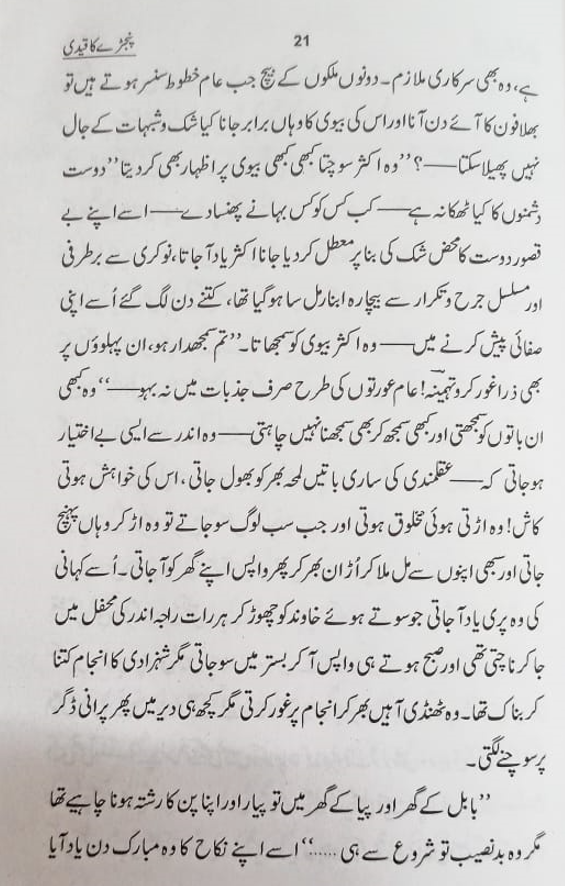 پنجڑے کا قیدی
21
ہے، وہ بھی سرکاری ملازم۔ دونوں ملکوں کے بیچ جب عام خطوط سنسر ہوتے ہیں تو
بھلا فون کا آئے دن آنا اور اس کی بیوی کا وہاں برابر جانا کیا شک و شبہات کے جال
نہیں پھیلا سکتا——؟ ’’وہ اکثر سوچتا کبھی کبھی بیوی پر اظہار بھی کر دیتا‘‘ دوست
دشمنوں کا کیا ٹھکانہ ہے—— کب کس کو کس بہانے پھنسا دے——اسے اپنے بے
قصور دوست کا محض شک کی بنا پر معطل کر دیا جانا اکثر یاد آ جاتا، نوکری سے برطرفی
اور مسلسل جرح و تکرار سے بیچارہ ابنارمل سا ہو گیا تھا، کتنے دن لگ گئے اُسے اپنی
صفائی پیش کرنے میں——وہ اکثر بیوی کو سمجھاتا۔ ’’تم سمجھدار ہو، ان پہلوؤں پر
بھی ذرا غور کرو تہمینہ! عام عورتوں کی طرح صرف جذبات میں نہ بہو——‘‘ وہ کبھی
ان باتوں کو سمجھتی اور کبھی سمجھ کر بھی سمجھنا نہیں چاہتی——وہ اندر سے ایسی بے اختیار
ہو جاتی کہ——عقلمندی کی ساری باتیں لمحہ بھر کو بھول جاتی، اس کی خواہش ہوتی
کاش! وہ اڑتی ہوئی مخلوق ہوتی اور جب سب لوگ سو جاتے تو وہ اڑ کر وہاں پہنچ
جاتی اور سبھی اپنوں سے مل ملا کر اُڑان بھر کر پھر واپس اپنے گھر کو آ جاتی۔ اُسے کہانی
کی وہ پری یاد آ جاتی جو سوتے ہوئے خاوند کو چھوڑ کر ہر رات راجہ اندر کی محفل میں
جا کر ناچتی تھی اور صبح ہوتے ہی واپس آ کر بستر میں سو جاتی مگر شہزادی کا انجام کتنا
کربناک تھا۔ وہ ٹھنڈی آہیں بھر کر انجام پر غور کرتی مگر کچھ ہی دیر میں پھر پرانی ڈگر
پر سوچنے لگتی۔
’’بابل کے گھر اور پیا کے گھر میں تو پیار اور اپنا پن کا رشتہ ہونا چاہیے تھا
مگر وہ بدنصیب تو شروع سے ہی ......‘‘ اسے اپنے نکاح کا وہ مبارک دن یاد آیا